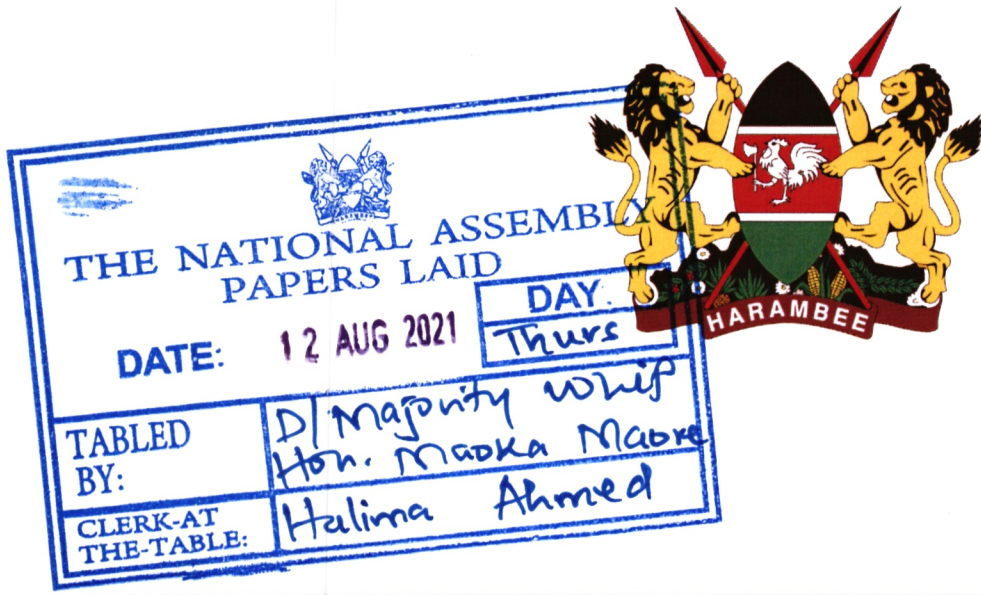 THE NATIONAL ASSEMBLY
PAPERS LAID
DATE: 12 AUG 2021
DAY.
Thurs
TABLED BY:
D/Majority Whip
Hon. Maoka Maore
CLERK-AT THE-TABLE:
Halima Ahmed
HARAMBEE